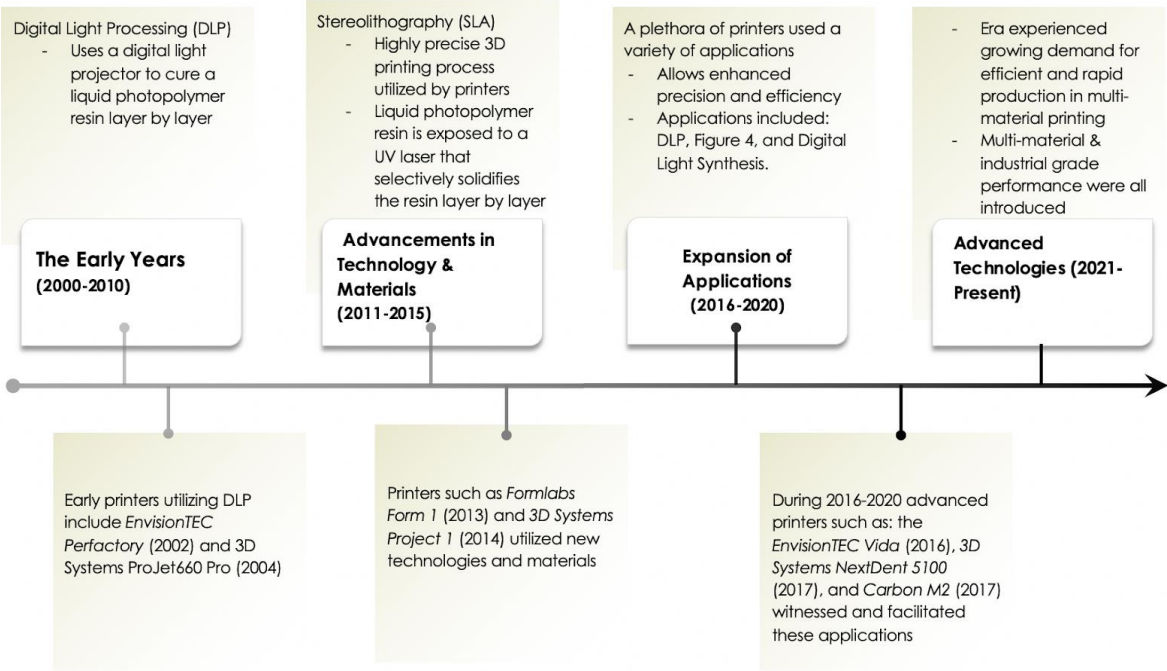 Digital Light Processing (DLP)
- Uses a digital light
projector to cure a
liquid photopolymer
resin layer by layer
The Early Years
(2000-2010)
Stereolithography (SLA)
- Highly precise 3D
printing process
utilized by printers
- Liquid photopolymer
resin is exposed to a
UV laser that
selectively solidifies
the resin layer by layer
Advancements in
Technology &
Materials
(2011-2015)
A plethora of printers used a
variety of applications
- Allows enhanced
precision and efficiency
- Applications included:
DLP, Figure 4, and Digital
Light Synthesis.
Expansion of
Applications
(2016-2020)
- Era experienced
growing demand for
efficient and rapid
production in multi-
material printing
- Multi-material &
industrial grade
performance were all
introduced
Advanced
Technologies (2021-
Present)
Early printers utilizing DLP
include EnvisionTEC
Perfactory (2002) and 3D
Systems ProJet660 Pro (2004)
Printers such as Formlabs
Form 1 (2013) and 3D Systems
Project 1 (2014) utilized new
technologies and materials
During 2016-2020 advanced
printers such as: the
EnvisionTEC Vida (2016), 3D
Systems NextDent 5100
(2017), and Carbon M2 (2017)
witnessed and facilitated
these applications